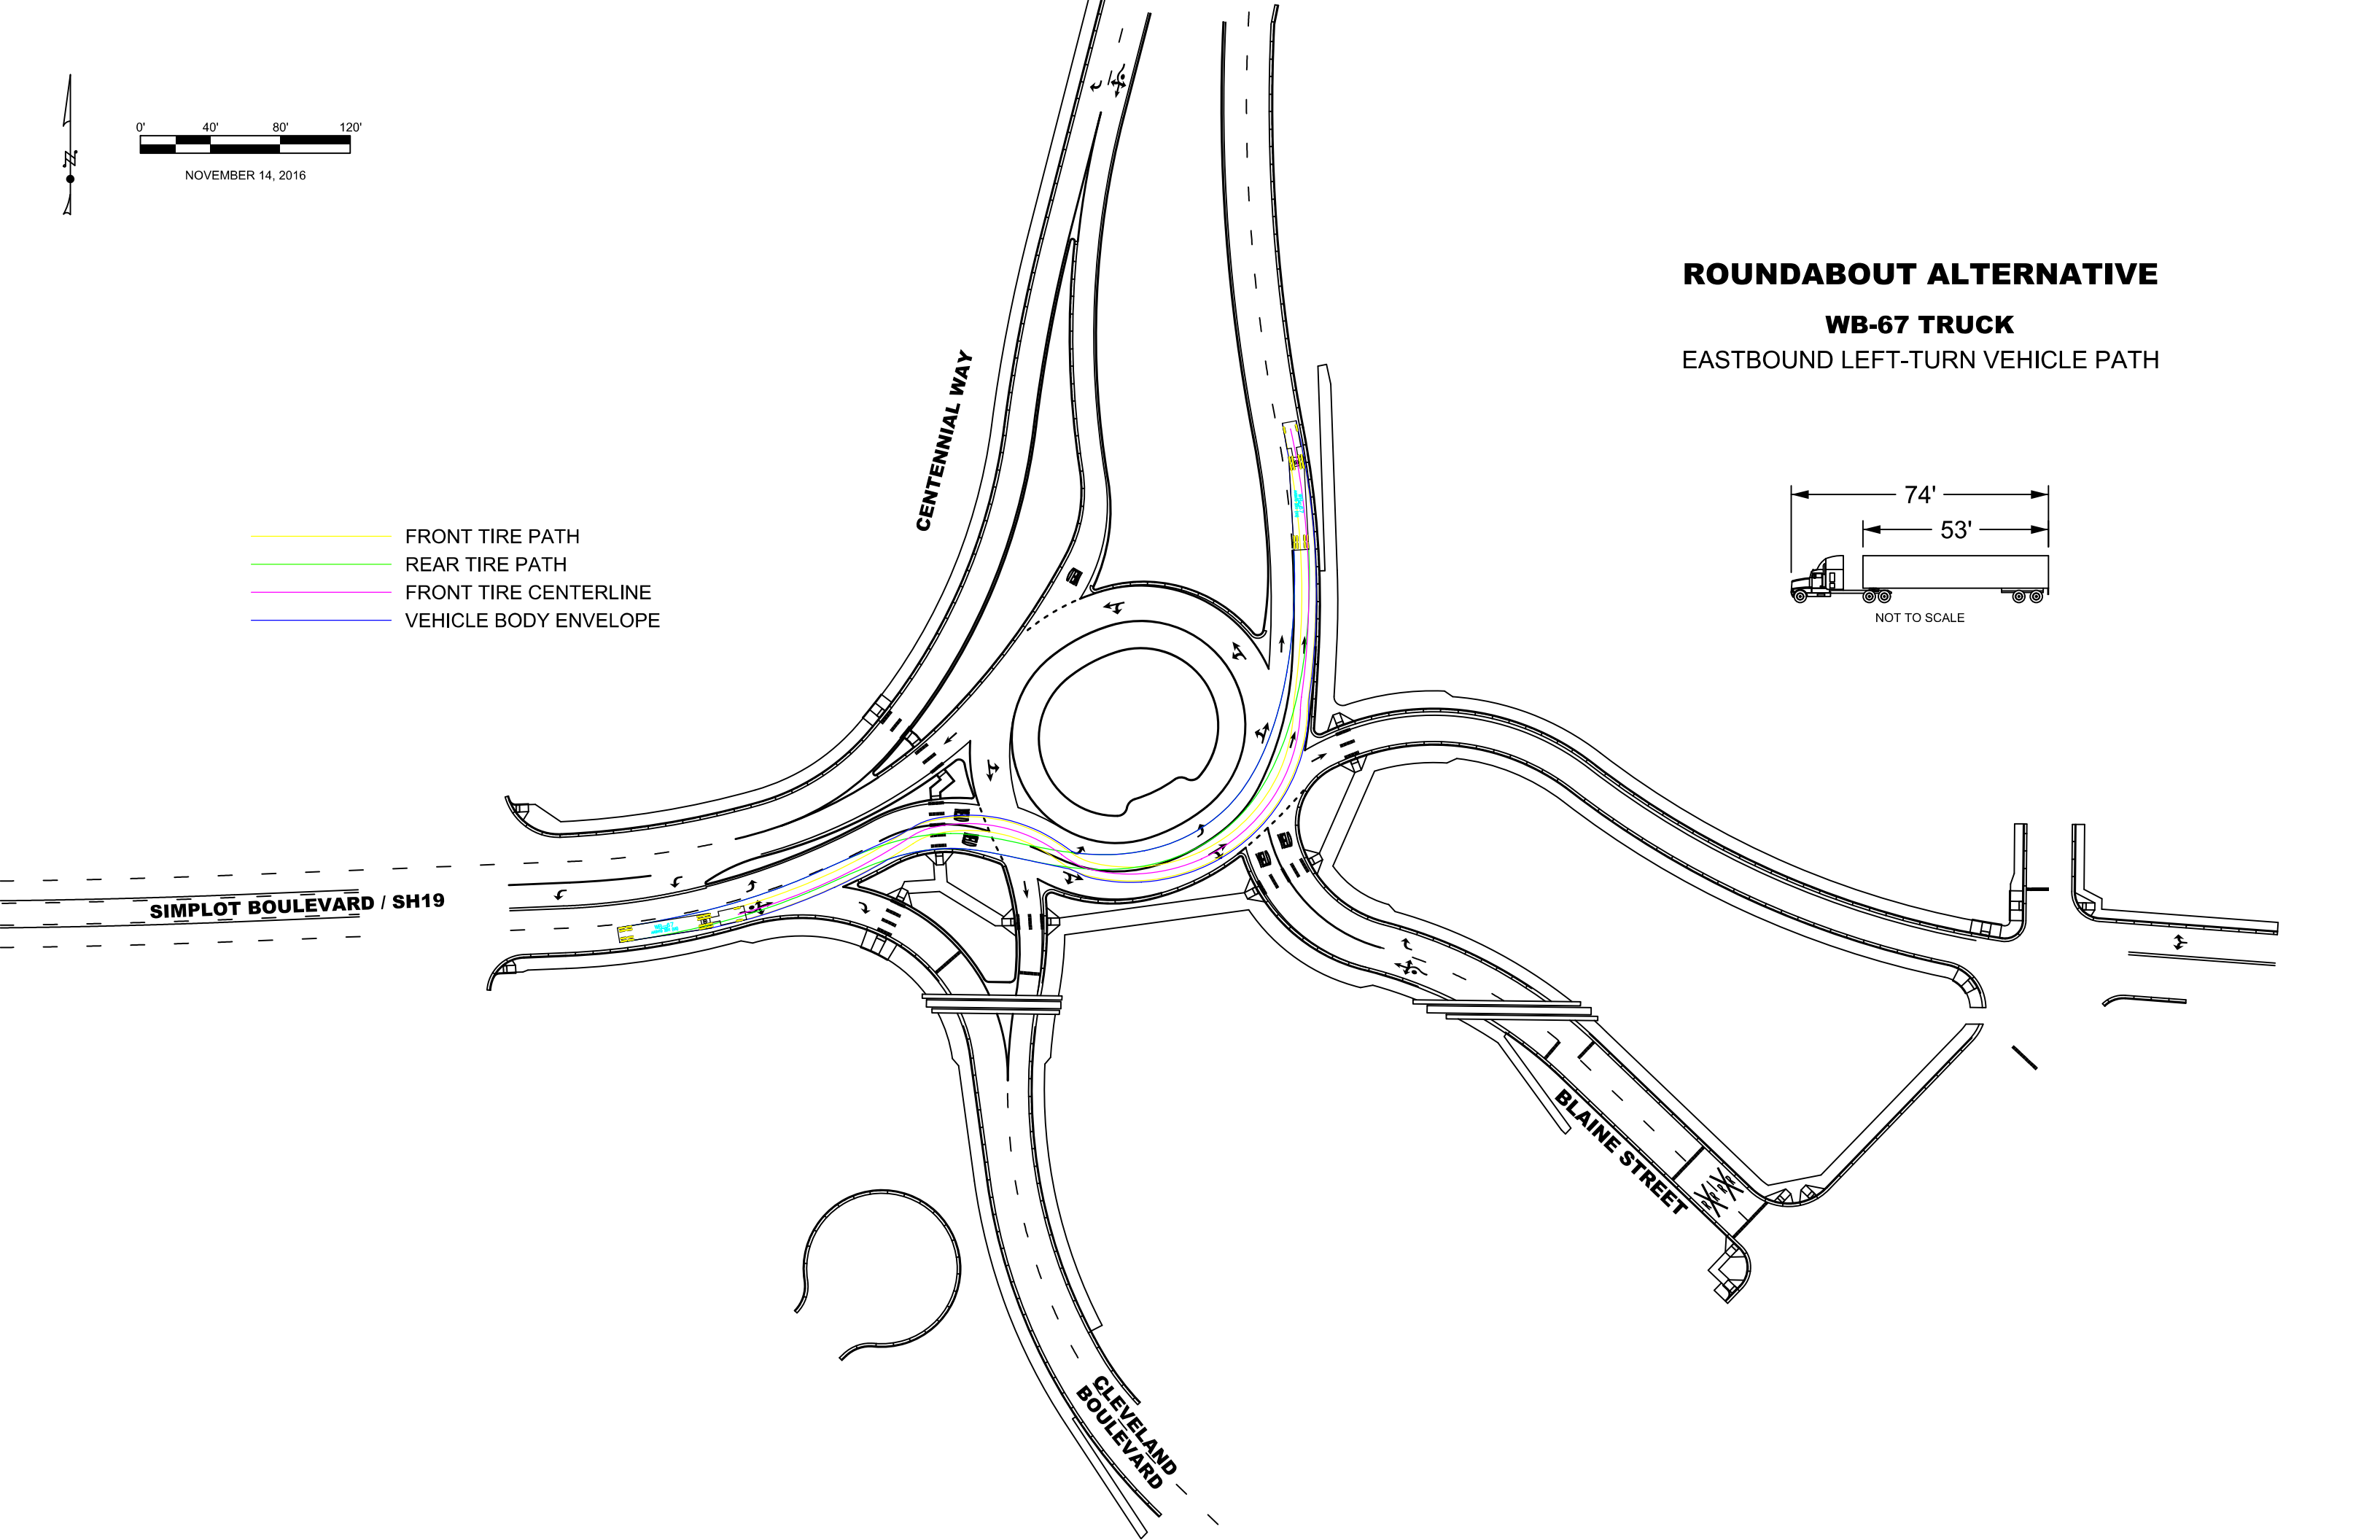 0' 40' 80' 120'
NOVEMBER 14, 2016
ROUNDABOUT ALTERNATIVE
WB-67 TRUCK
EASTBOUND LEFT-TURN VEHICLE PATH
CENTENNIAL WAY
74'
53'
NOT TO SCALE
FRONT TIRE PATH
REAR TIRE PATH
FRONT TIRE CENTERLINE
VEHICLE BODY ENVELOPE
SIMPLOT BOULEVARD / SH19
BLAINE STREET
CLEVELAND
BOULEVARD